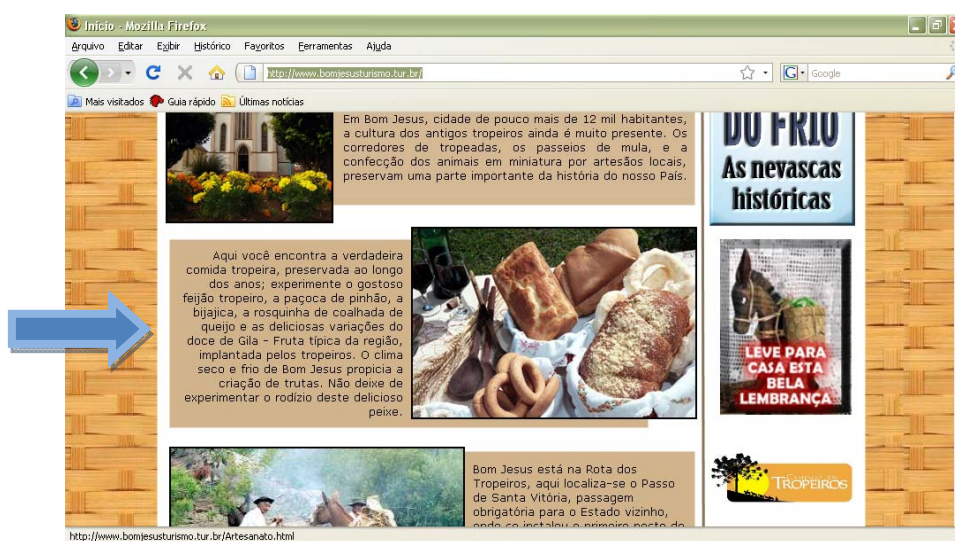 Início - Mozilla Firefox
Arquivo Editar Exibir Histórico Favoritos Ferramentas Ajuda
http://www.bomjesusturismo.tur.br/
G Google
Mais visitados Guia rápido Últimas notícias
Em Bom Jesus, cidade de pouco mais de 12 mil habitantes,
a cultura dos antigos tropeiros ainda é muito presente. Os
corredores de tropeadas, os passeios de mula, e a
confecção dos animais em miniatura por artesãos locais,
preservam uma parte importante da história do nosso País.
DO FRIO
As nevascas
históricas
Aqui você encontra a verdadeira
comida tropeira, preservada ao longo
dos anos; experimente o gostoso
feijão tropeiro, a paçoca de pinhão, a
bijajica, a rosquinha de coalhada de
queijo e as deliciosas variações do
doce de Gila - Fruta típica da região,
implantada pelos tropeiros. O clima
seco e frio de Bom Jesus propicia a
criação de trutas. Não deixe de
experimentar o rodízio deste delicioso
peixe.
LEVE PARA
CASA ESTA
BELA
LEMBRANÇA
Bom Jesus está na Rota dos
Tropeiros, aqui localiza-se o Passo
de Santa Vitória, passagem
obrigatória para o Estado vizinho,
onde se instalou o primeiro posto de
TROPEIROS
http://www.bomjesusturismo.tur.br/Artesanato.html